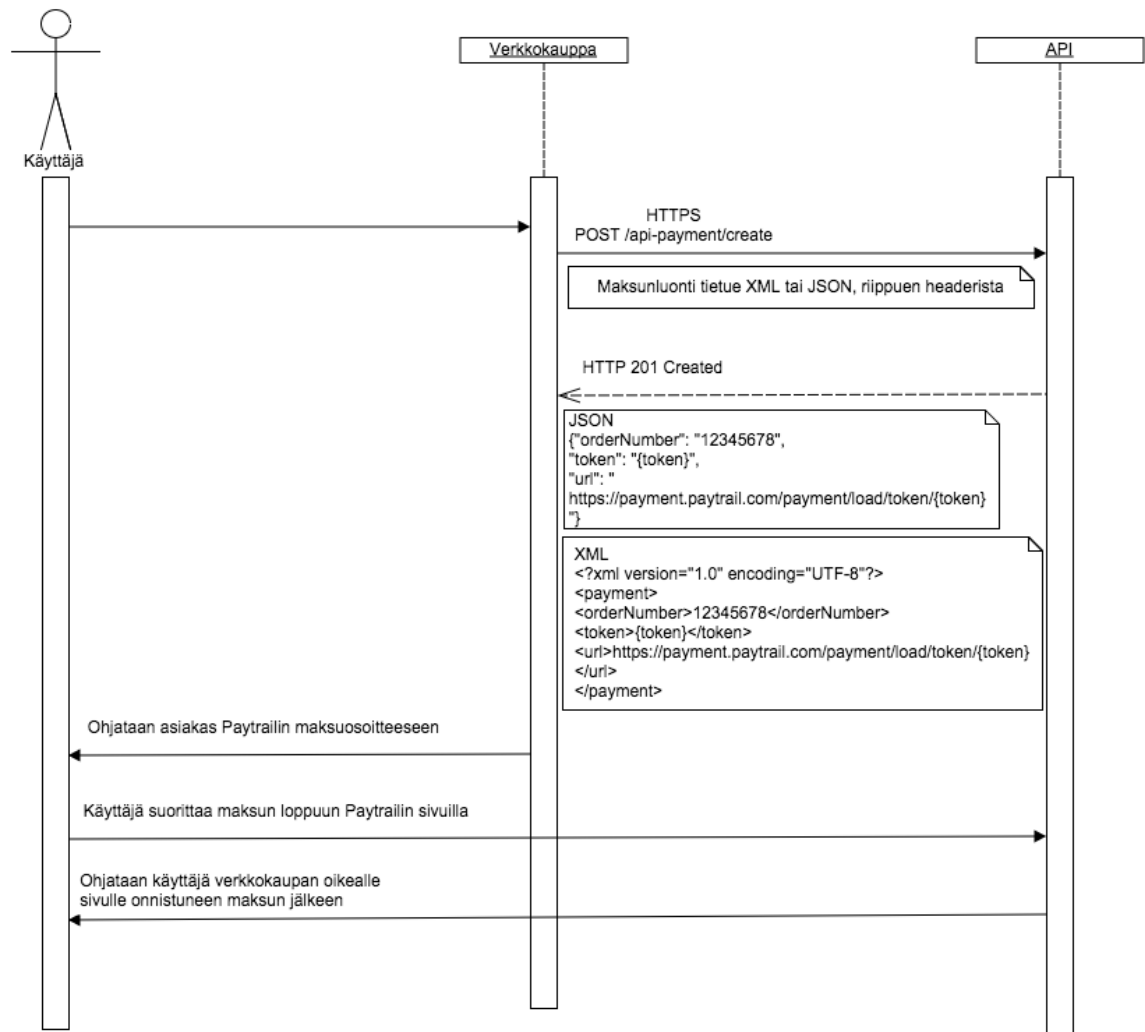 Verkkokauppa
API
Käyttäjä
HTTPS
POST /api-payment/create
Maksunluonti tietue XML tai JSON, riippuen headerista
HTTP 201 Created
JSON
{"orderNumber": "12345678",
"token": "{token}",
"url": "
https://payment.paytrail.com/payment/load/token/{token}
"}
XML
<?xml version="1.0" encoding="UTF-8"?>
<payment>
<orderNumber>12345678</orderNumber>
<token>{token}</token>
<url>https://payment.paytrail.com/payment/load/token/{token}
</url>
</payment>
Ohjataan asiakas Paytrailin maksuosoitteeseen
Käyttäjä suorittaa maksun loppuun Paytrailin sivuilla
Ohjataan käyttäjä verkkokaupan oikealle
sivulle onnistuneen maksun jälkeen